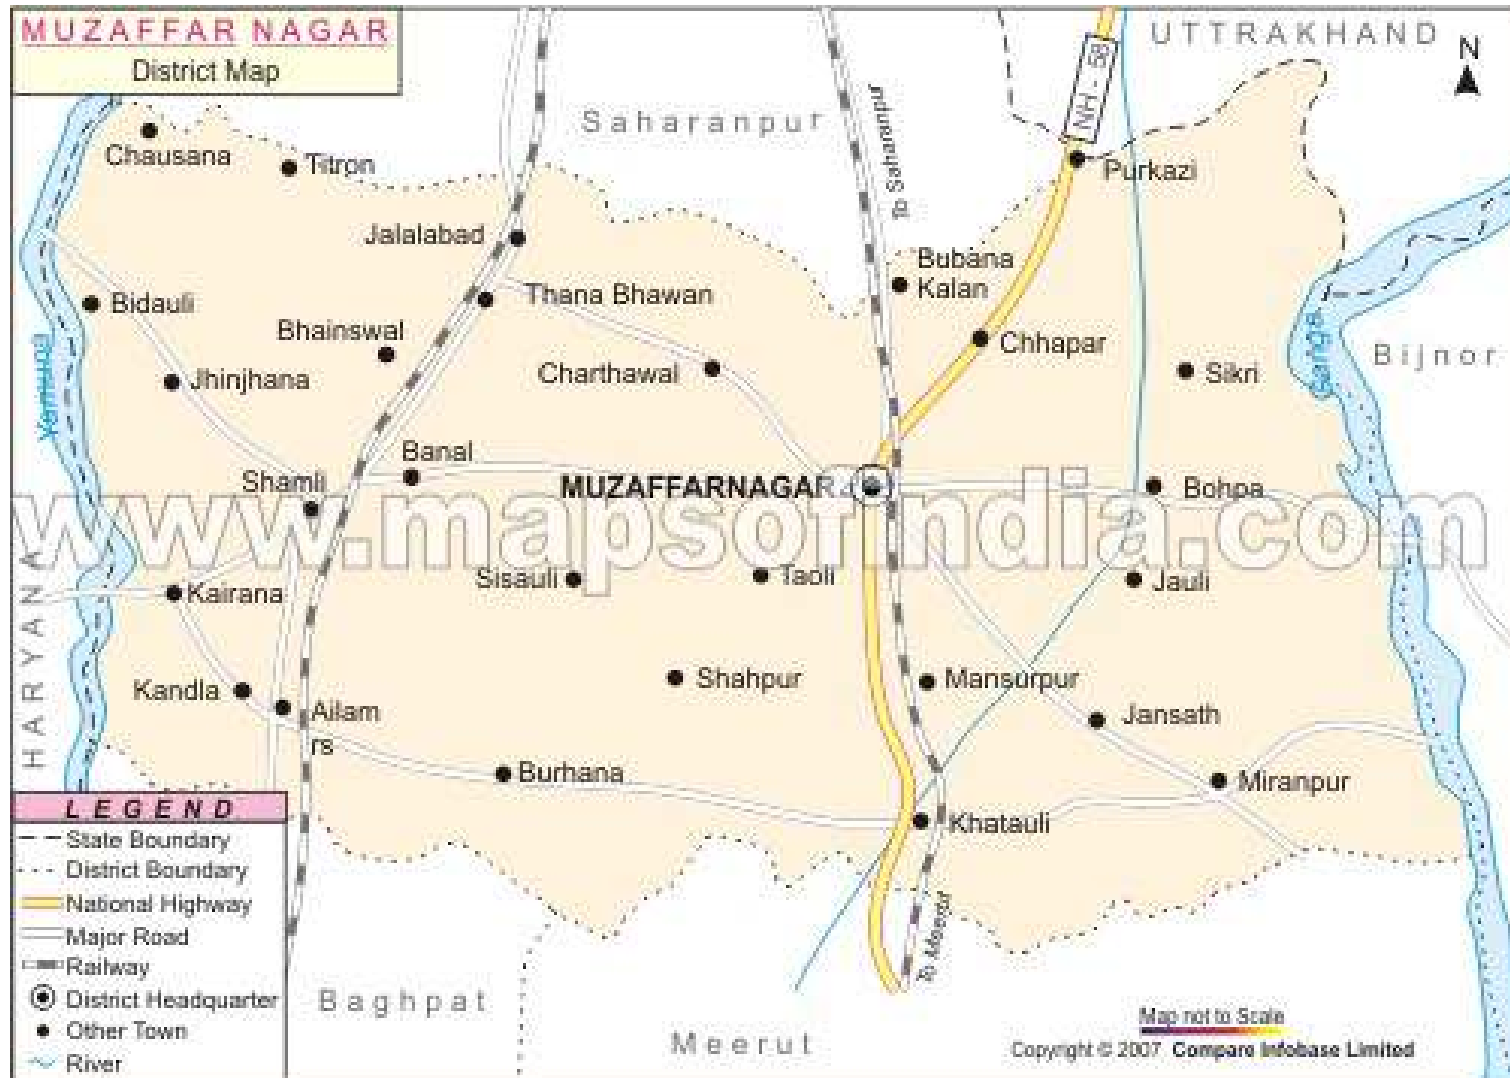 MUZAFFAR NAGAR
District Map
UTTRAKHAND
N
NH - 58
Saharanpur
To Saharanpur
Chausana
Titron
Purkazi
Jalalabad
Bubana
Kalan
Bidauli
Thana Bhawan
Bhainswal
Chhapar
Yamuna
Ganga
Bijnor
Jhinjhana
Charthawal
Sikri
Banal
Shamli
MUZAFFARNAGAR
Bohpa
www.mapsofindia.com
Sisauli
Taoli
Jauli
Kairana
HARYANA
Kandla
Ailam
rs
Shahpur
Mansurpur
Jansath
Burhana
Miranpur
Khatauli
LEGEND
State Boundary
District Boundary
National Highway
Major Road
Railway
District Headquarter
Other Town
River
To Meerut
Baghpat
Meerut
Map not to Scale
Copyright © 2007 Compare Infobase Limited